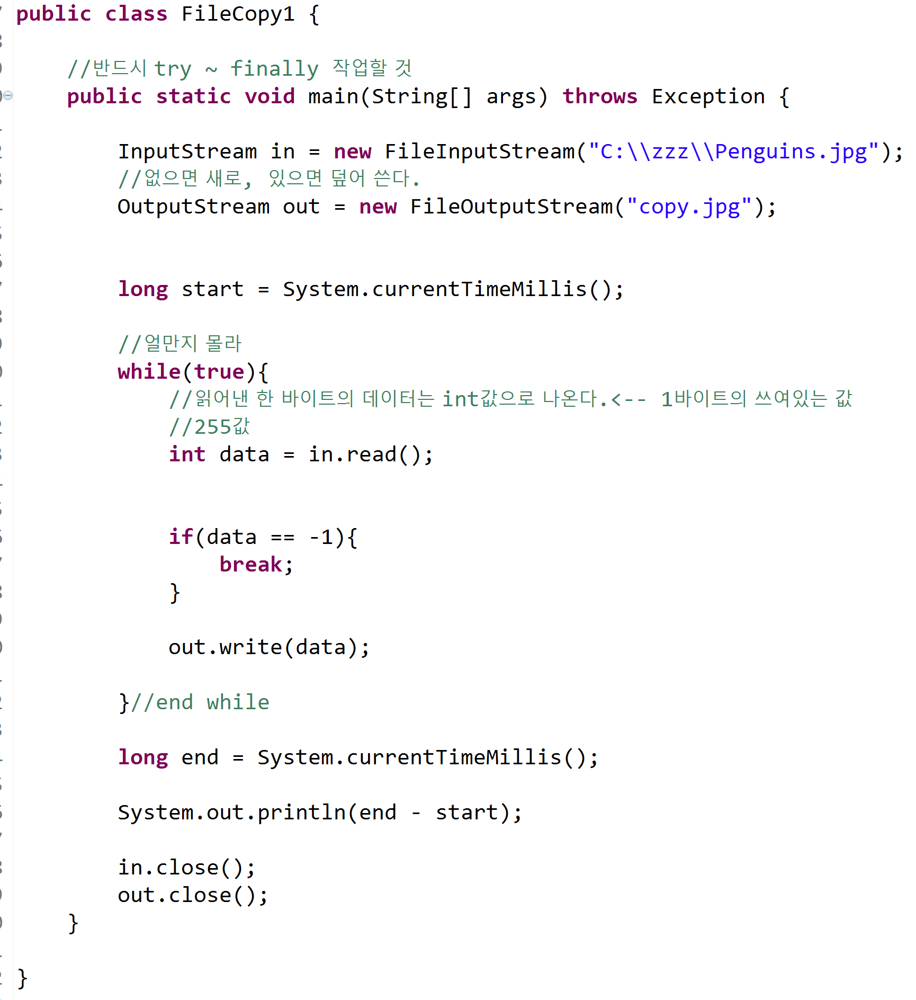 public class FileCopy1 {
//반드시 try ~ finally 작업할 것
public static void main(String[] args) throws Exception {
InputStream in = new FileInputStream("C:\\zzz\\Penguins.jpg");
//없으면 새로, 있으면 덮어 쓴다.
OutputStream out = new FileOutputStream("copy.jpg");
long start = System.currentTimeMillis();
//얼만지 몰라
while(true){
//읽어낸 한 바이트의 데이터는 int값으로 나온다.<-- 1바이트의 쓰여있는 값
//255값
int data = in.read();
if(data == -1){
break;
}
out.write(data);
}//end while
long end = System.currentTimeMillis();
System.out.println(end - start);
in.close();
out.close();
}
}